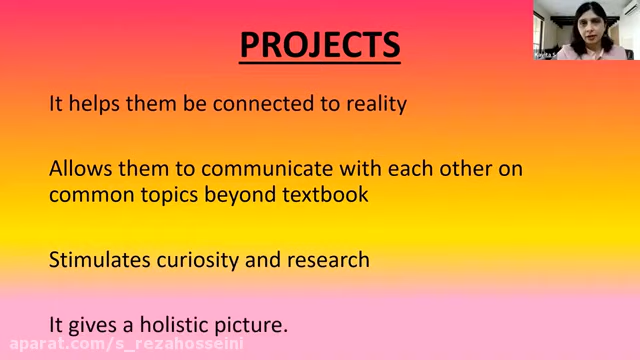 PROJECTS
It helps them be connected to reality
Allows them to communicate with each other on
common topics beyond textbook
Stimulates curiosity and research
It gives a holistic picture.
aparat.com/s_rezahosseini